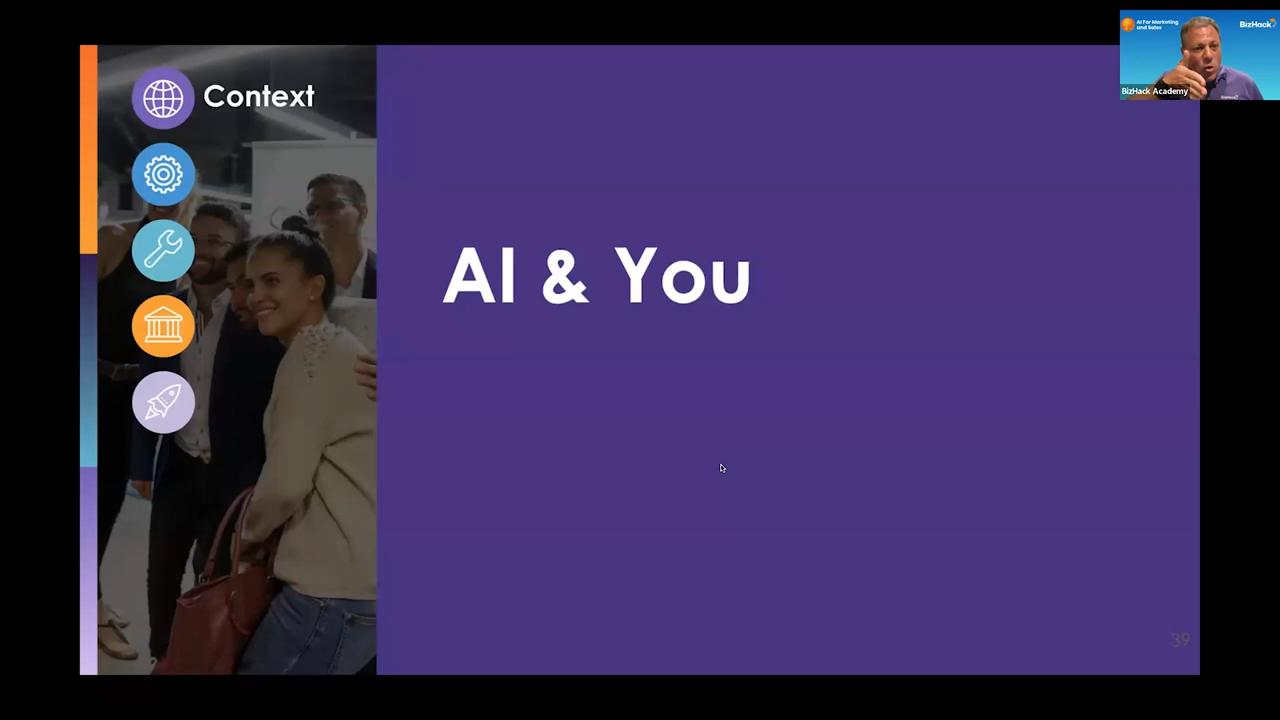 Context
AI & You
39
AI For Marketing
and Sales
BizHack
BizHack Academy